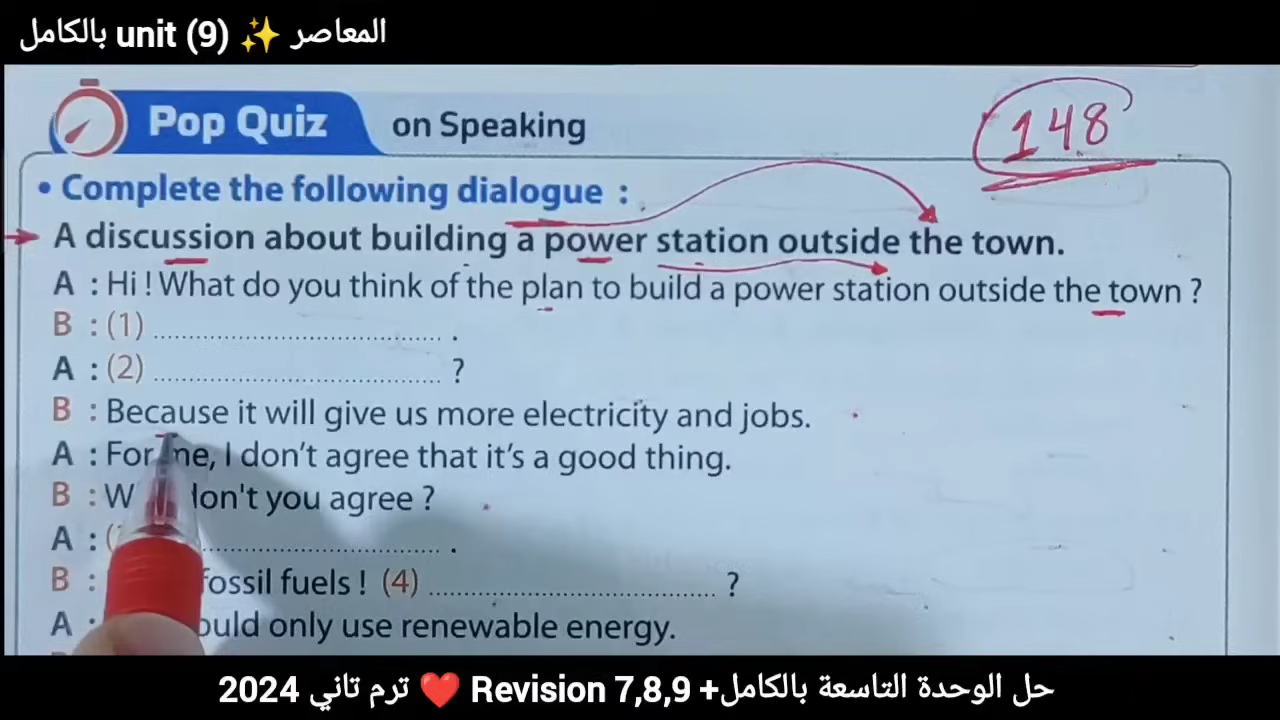 المعاصر ✨ unit (9) بالكامل
Pop Quiz on Speaking
148
• Complete the following dialogue :
A discussion about building a power station outside the town.
A : Hi ! What do you think of the plan to build a power station outside the town ?
B : (1) ........................................ .
A : (2) ........................................ ?
B : Because it will give us more electricity and jobs.
A : For me, I don't agree that it's a good thing.
B : don't you agree ?
A : ........................................ .
B : fossil fuels ! (4) ........................................ ?
A : only use renewable energy.
حل الوحدة التاسعة بالكامل+ Revision 7,8,9 ❤️ ترم تاني 2024